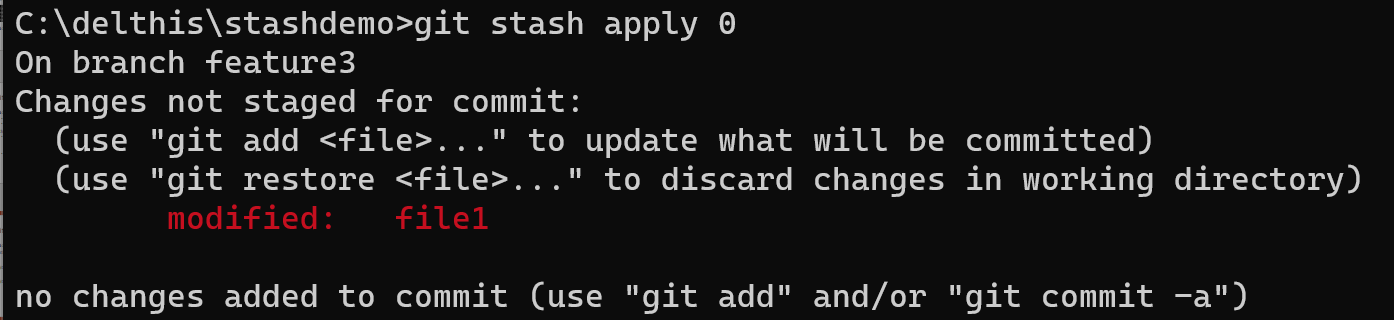 C:\delthis\stashdemo>git stash apply 0
On branch feature3
Changes not staged for commit:
  (use "git add <file>..." to update what will be committed)
  (use "git restore <file>..." to discard changes in working directory)
        modified:   file1

no changes added to commit (use "git add" and/or "git commit -a")